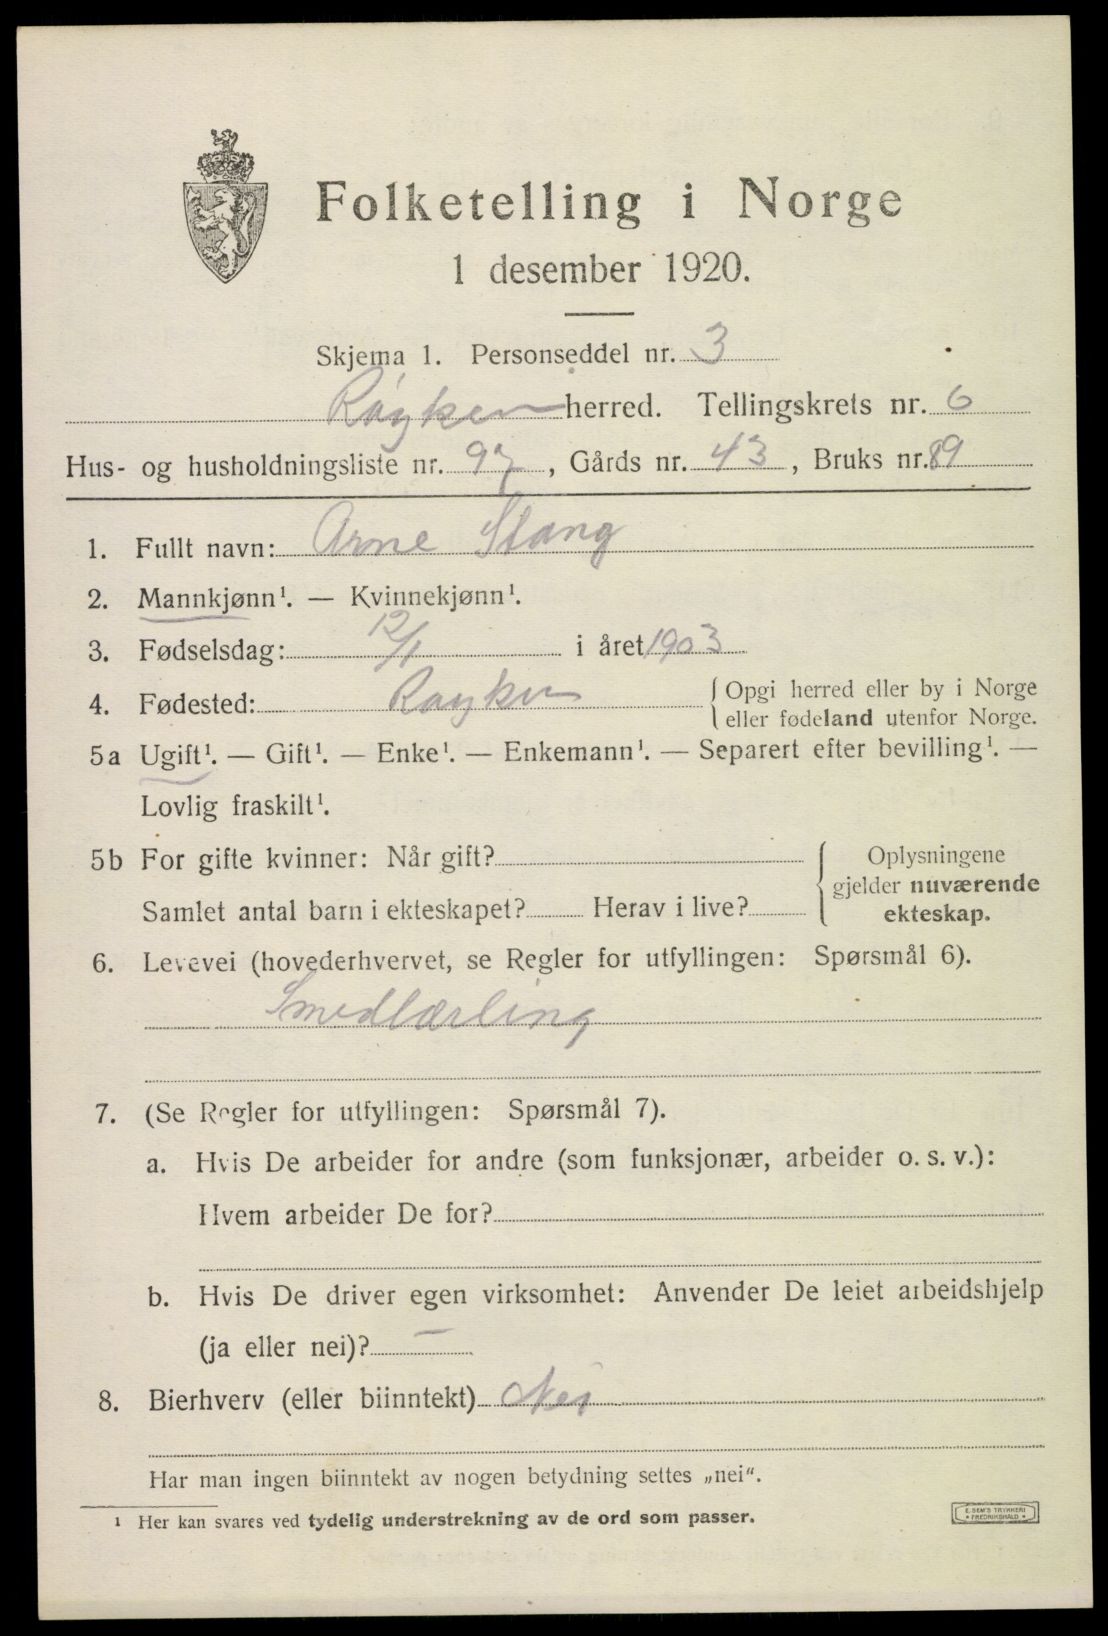 Folketelling i Norge
1 desember 1920.
Skjema 1. Personseddel nr. 3
Røyken herred. Tellingskrets nr. 6
Hus- og husholdningsliste nr. 97, Gårds nr. 43, Bruks nr. 89
1. Fullt navn: Arne Stang
2. Mannkjønn¹. — Kvinnekjønn¹.
3. Fødselsdag: 12/1 i året 1903
4. Fødested: Røyken {Opgi herred eller by i Norge
eller fødeland utenfor Norge.
5a Ugift¹. — Gift¹. — Enke¹. — Enkemann¹. — Separert efter bevilling¹. —
Lovlig fraskilt¹.
5b For gifte kvinner: Når gift?
Samlet antal barn i ekteskapet? Herav i live?
Oplysningene
gjelder nuværende
ekteskap.
6. Levevei (hovederhvervet, se Regler for utfyllingen: Spørsmål 6).
Smedlærling
7. (Se Regler for utfyllingen: Spørsmål 7).
a. Hvis De arbeider for andre (som funksjonær, arbeider o. s. v.):
Hvem arbeider De for?
b. Hvis De driver egen virksomhet: Anvender De leiet arbeidshjelp
(ja eller nei)? —
8. Bierhverv (eller biinntekt) Nei
Har man ingen biinntekt av nogen betydning settes „nei“.
¹ Her kan svares ved tydelig understrekning av de ord som passer.
E. SEM'S TRYKKERI
• FREDRIKSHALD •